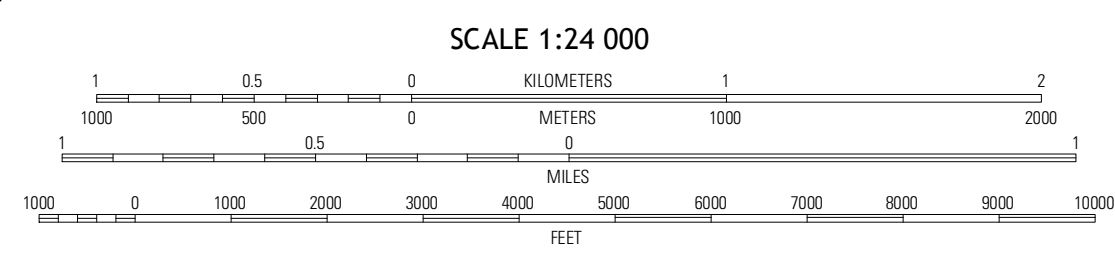 SCALE 1:24 000
1 0.5 0 KILOMETERS 1 2
1000 500 0 METERS 1000 2000
1 0.5 0 1
MILES
1000 0 1000 2000 3000 4000 5000 6000 7000 8000 9000 10000
FEET